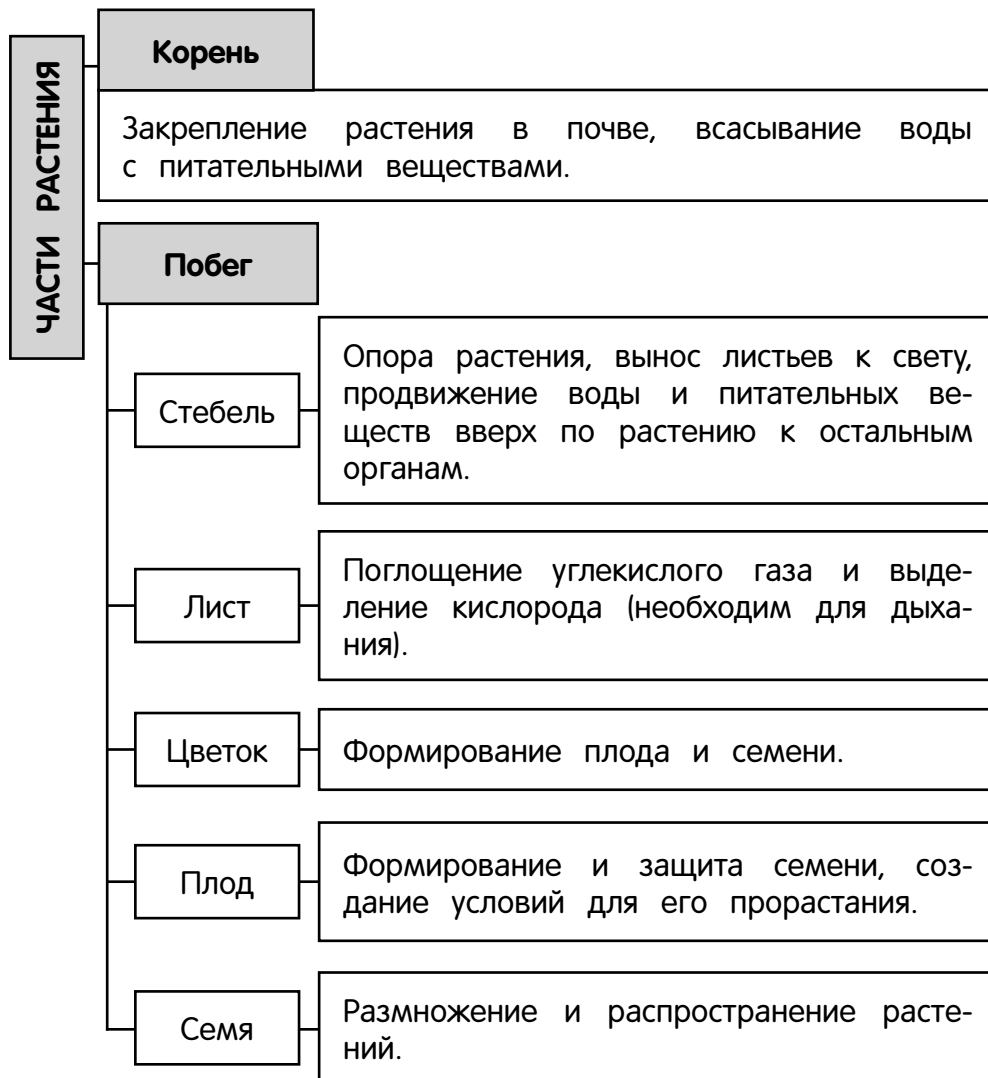 ЧАСТИ РАСТЕНИЯ
Корень
Закрепление растения в почве, всасывание воды
с питательными веществами.
Побег
Стебель
Опора растения, вынос листьев к свету,
продвижение воды и питательных ве-
ществ вверх по растению к остальным
органам.
Лист
Поглощение углекислого газа и выде-
ление кислорода (необходим для дыха-
ния).
Цветок
Формирование плода и семени.
Плод
Формирование и защита семени, соз-
дание условий для его прорастания.
Семя
Размножение и распространение расте-
ний.